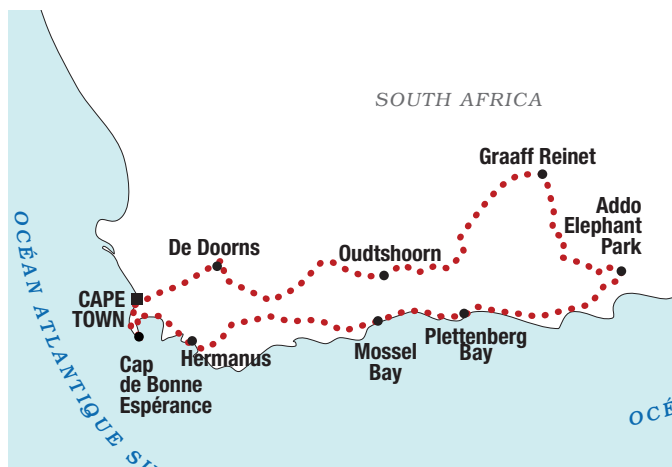 SOUTH AFRICA
Graaff Reinet
Addo
Elephant
Park
De Doorns
Oudtshoorn
CAPE
TOWN
Hermanus
Mossel
Bay
Plettenberg
Bay
Cap
de Bonne
Espérance
OCÉAN ATLANTIQUE SU
OCÉ